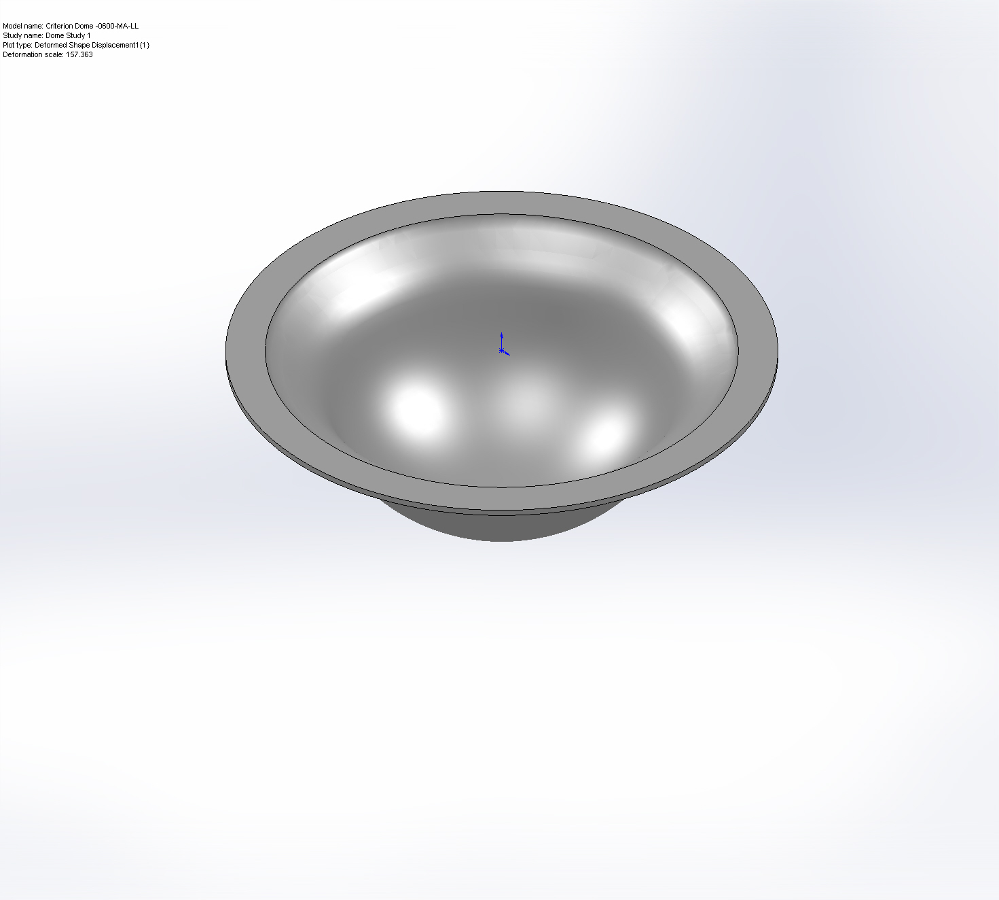 Model name: Criterion Dome -0600-MA-LL
Study name: Dome Study 1
Plot type: Deformed Shape Displacement1{1}
Deformation scale: 157.363